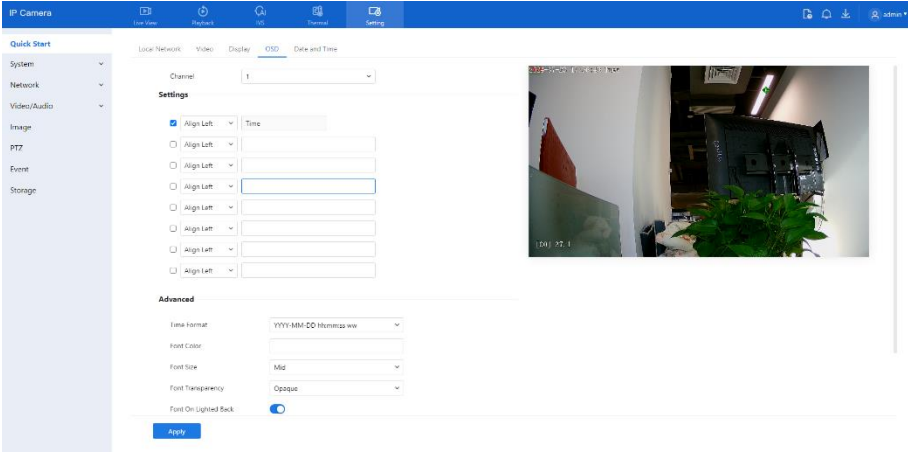 IP Camera
Live View Playback IVS Thermal Setting
admin
Quick Start
System
Network
Video/Audio
Image
PTZ
Event
Storage
Local Network Video Display OSD Date and Time
Channel 1
Settings
Align Left Time
Align Left
Align Left
Align Left
Align Left
Align Left
Align Left
Align Left
Advanced
Time Format YYYY-MM-DD hh:mm:ss ww
Font Color
Font Size Mid
Font Transparency Opaque
Font On Lighted Back
Apply